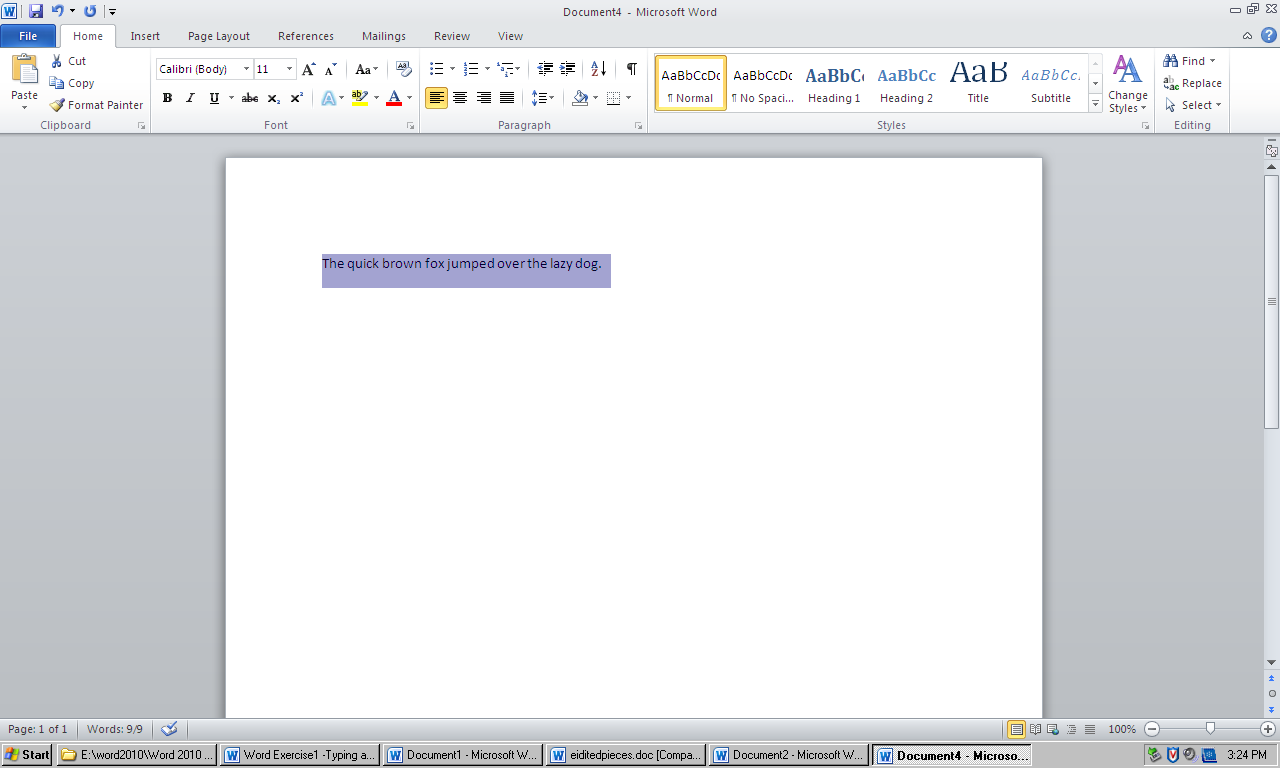 Document4 - Microsoft Word
File Home Insert Page Layout References Mailings Review View
Paste
Cut
Copy
Format Painter
Clipboard
Calibri (Body) 11 Aa
B I U abc x₂ x² A ab A
Font
Paragraph
AaBbCcDc AaBbCcDc AaBbCc AaBbCc AaB AaBbCc.
¶ Normal ¶ No Spaci... Heading 1 Heading 2 Title Subtitle
Change Styles
Styles
Find
Replace
Select
Editing
The quick brown fox jumped over the lazy dog.
Page: 1 of 1 Words: 9/9 100%
Start E:\word2010\Word 2010 ... Word Exercise1 -Typing a... Document1 - Microsoft W... eiditedpieces.doc [Compa... Document2 - Microsoft W... Document4 - Microso... 3:24 PM